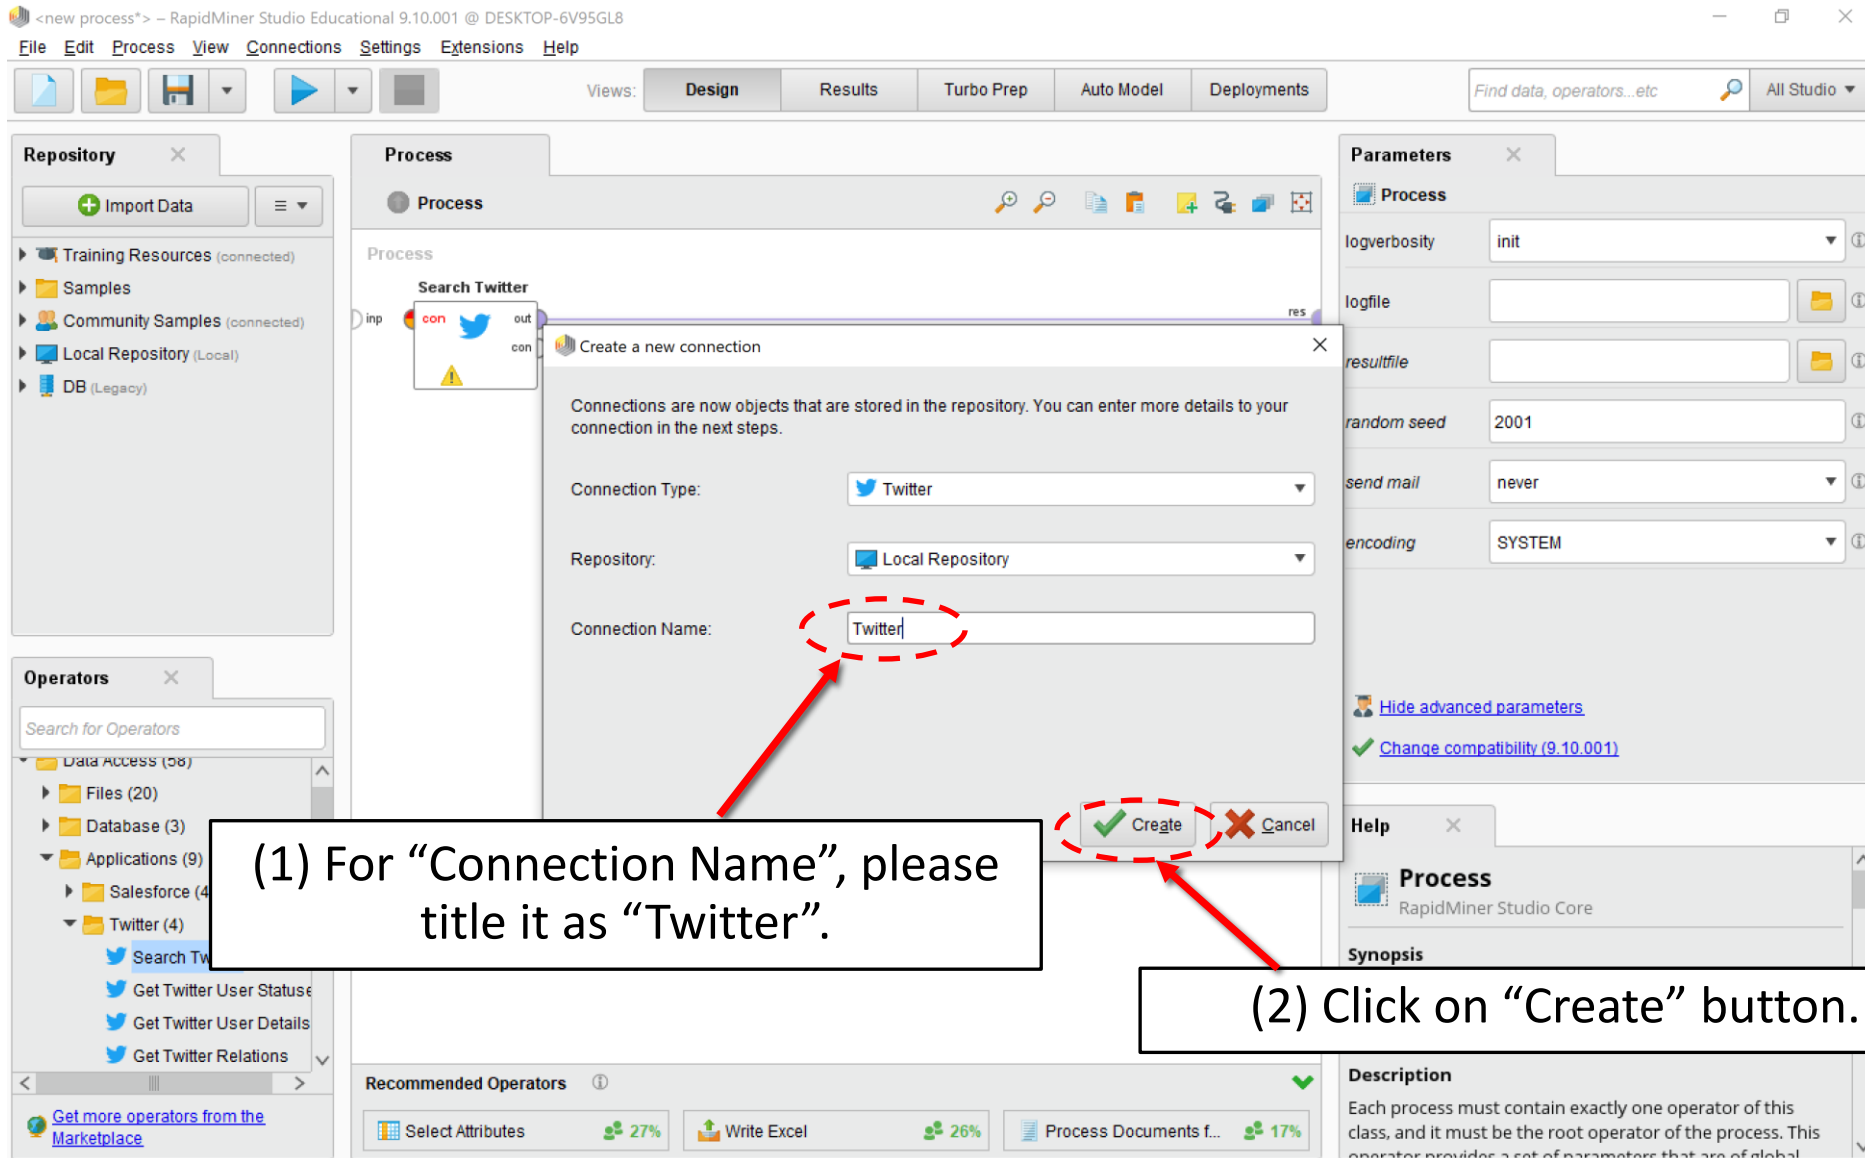 <new process*> – RapidMiner Studio Educational 9.10.001 @ DESKTOP-6V95GL8
File Edit Process View Connections Settings Extensions Help
Views: Design Results Turbo Prep Auto Model Deployments
Find data, operators...etc
All Studio
Repository
Import Data
Training Resources (connected)
Samples
Community Samples (connected)
Local Repository (Local)
DB (Legacy)
Operators
Search for Operators
Data Access (58)
Files (20)
Database (3)
Applications (9)
Salesforce (4
Twitter (4)
Search Tw
Get Twitter User Statuse
Get Twitter User Details
Get Twitter Relations
Get more operators from the
Marketplace
Process
Process
Process
Search Twitter
inp
con
out
con
res
Create a new connection
Connections are now objects that are stored in the repository. You can enter more details to your
connection in the next steps.
Connection Type: Twitter
Repository: Local Repository
Connection Name: Twitter
Create
Cancel
(1) For “Connection Name”, please
title it as “Twitter”.
(2) Click on “Create” button.
Recommended Operators
Select Attributes 27%
Write Excel 26%
Process Documents f... 17%
Parameters
Process
logverbosity init
logfile
resultfile
random seed 2001
send mail never
encoding SYSTEM
Hide advanced parameters
Change compatibility (9.10.001)
Help
Process
RapidMiner Studio Core
Synopsis
Description
Each process must contain exactly one operator of this
class, and it must be the root operator of the process. This
operator provides a set of parameters that are of global